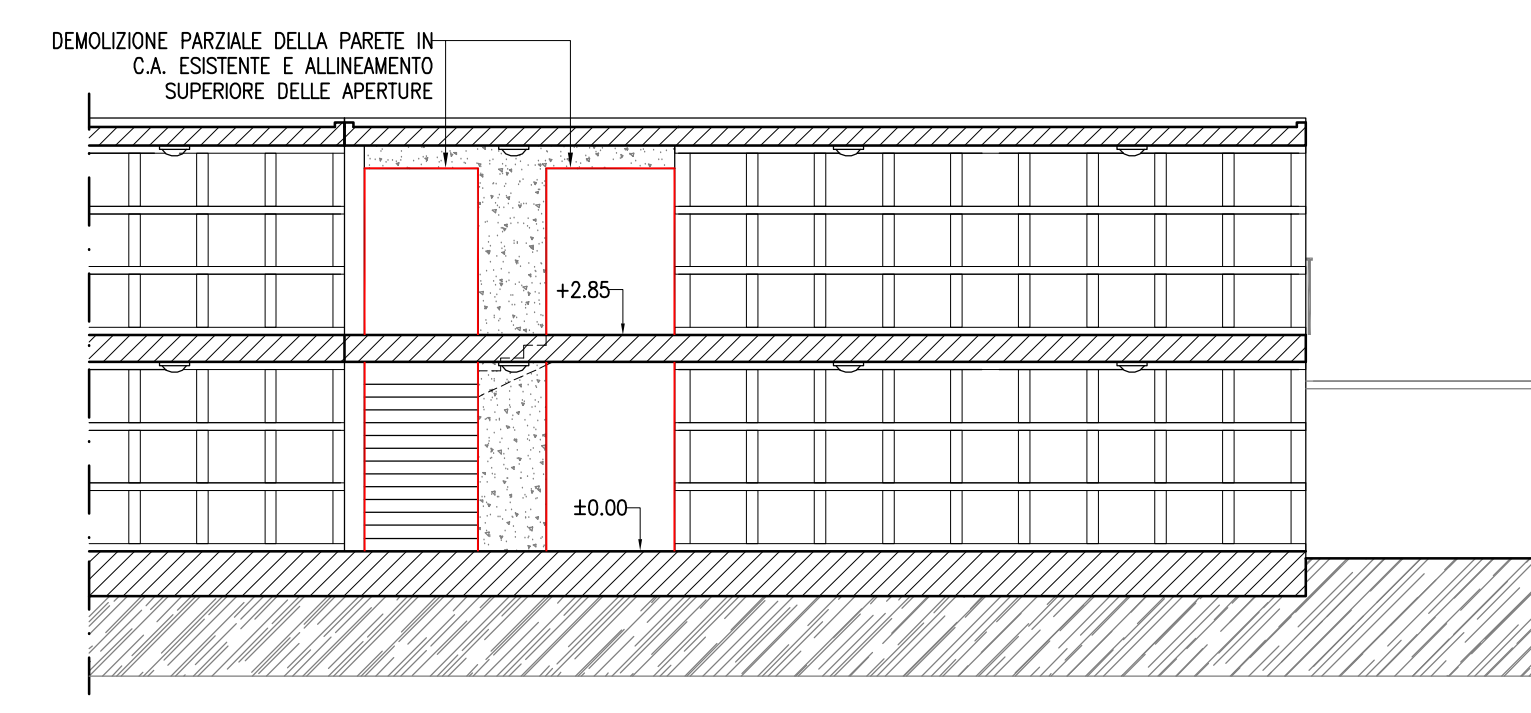 DEMOLIZIONE PARZIALE DELLA PARETE IN
C.A. ESISTENTE E ALLINEAMENTO
SUPERIORE DELLE APERTURE
+2.85
±0.00